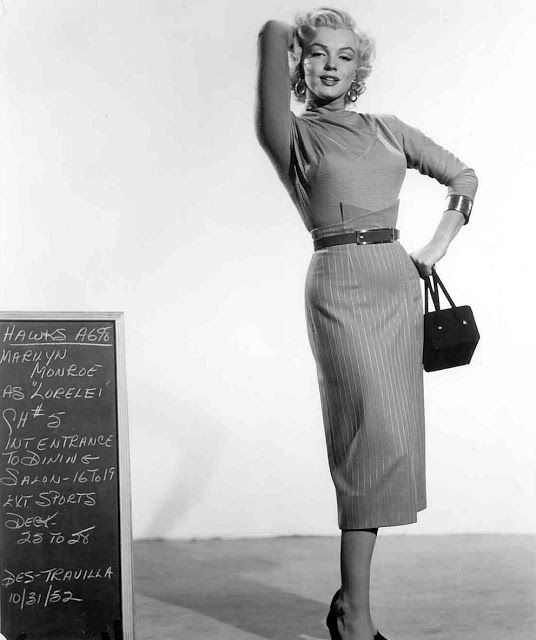 HAWKS A698
MARILYN
MONROE
AS "LORELEI"
CH #5
INT ENTRANCE
TO DINING
SALON - 16 TO 19
EXT SPORTS
DECK -
25 TO 28
DES - TRAVILLA
10/31/52